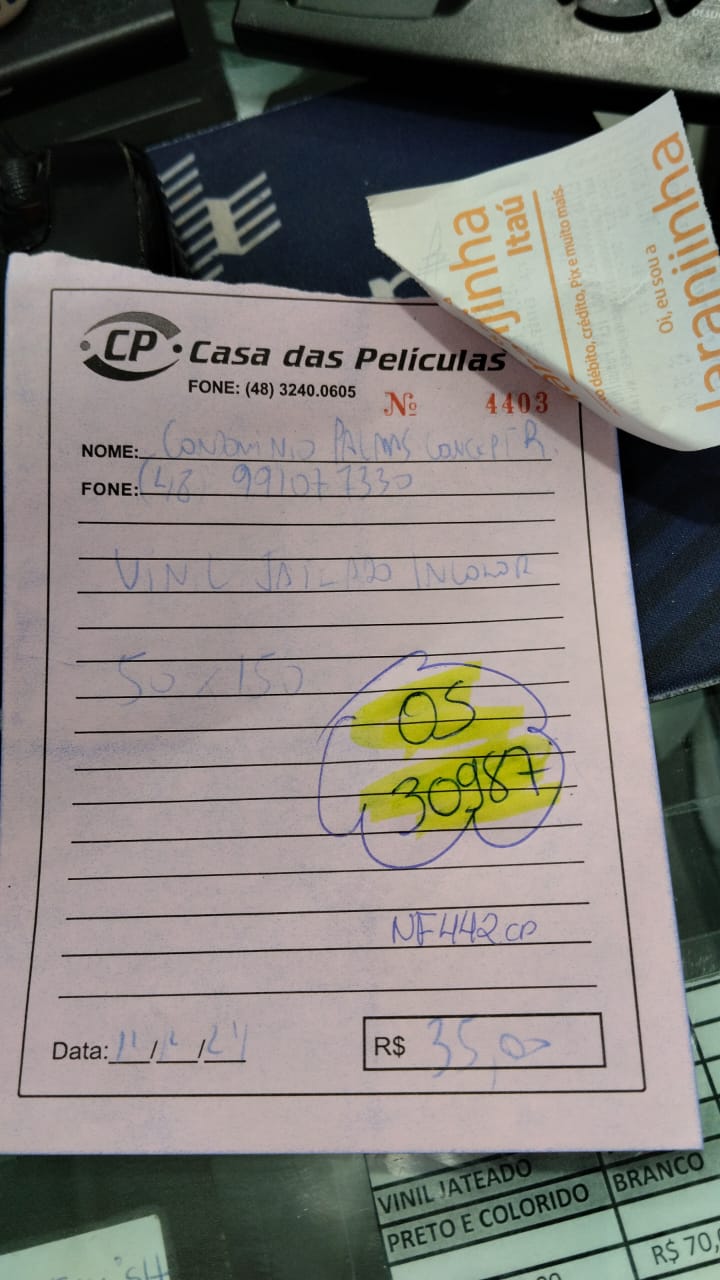 CP
Casa das Películas
FONE: (48) 3240.0605
Nº 4403
NOME: CONDOMINIO PALMAS CONCEPT R.
FONE: (48) 99107 7330
VINIL JATEADO INCOLOR
50 x 150
OS
30987
NF442 CP
Data: 11/12/24
R$ 35,00
jinha
Itaú
débito, crédito, Pix e muito mais.
Oi, eu sou a
laranjinha
VINIL JATEADO
PRETO E COLORIDO
BRANCO
R$ 70,